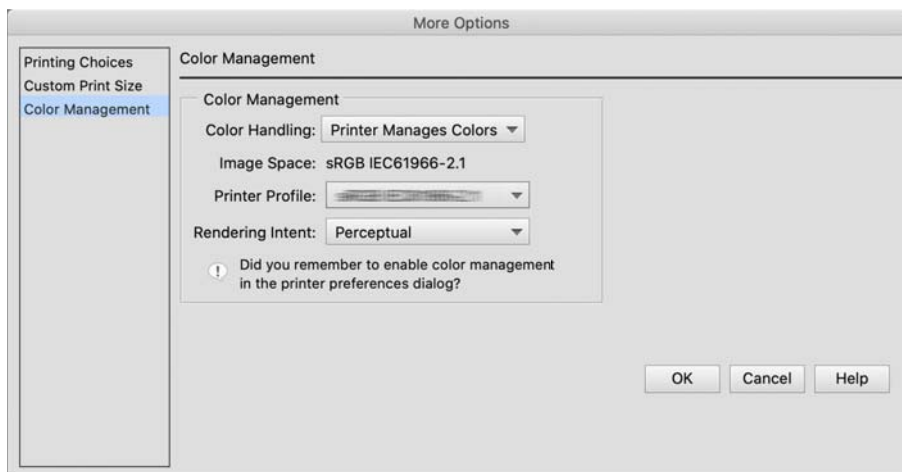 More Options
Printing Choices
Custom Print Size
Color Management
Color Management
Color Management
Color Handling: Printer Manages Colors
Image Space: sRGB IEC61966-2.1
Printer Profile:
Rendering Intent: Perceptual
! Did you remember to enable color management
in the printer preferences dialog?
OK Cancel Help